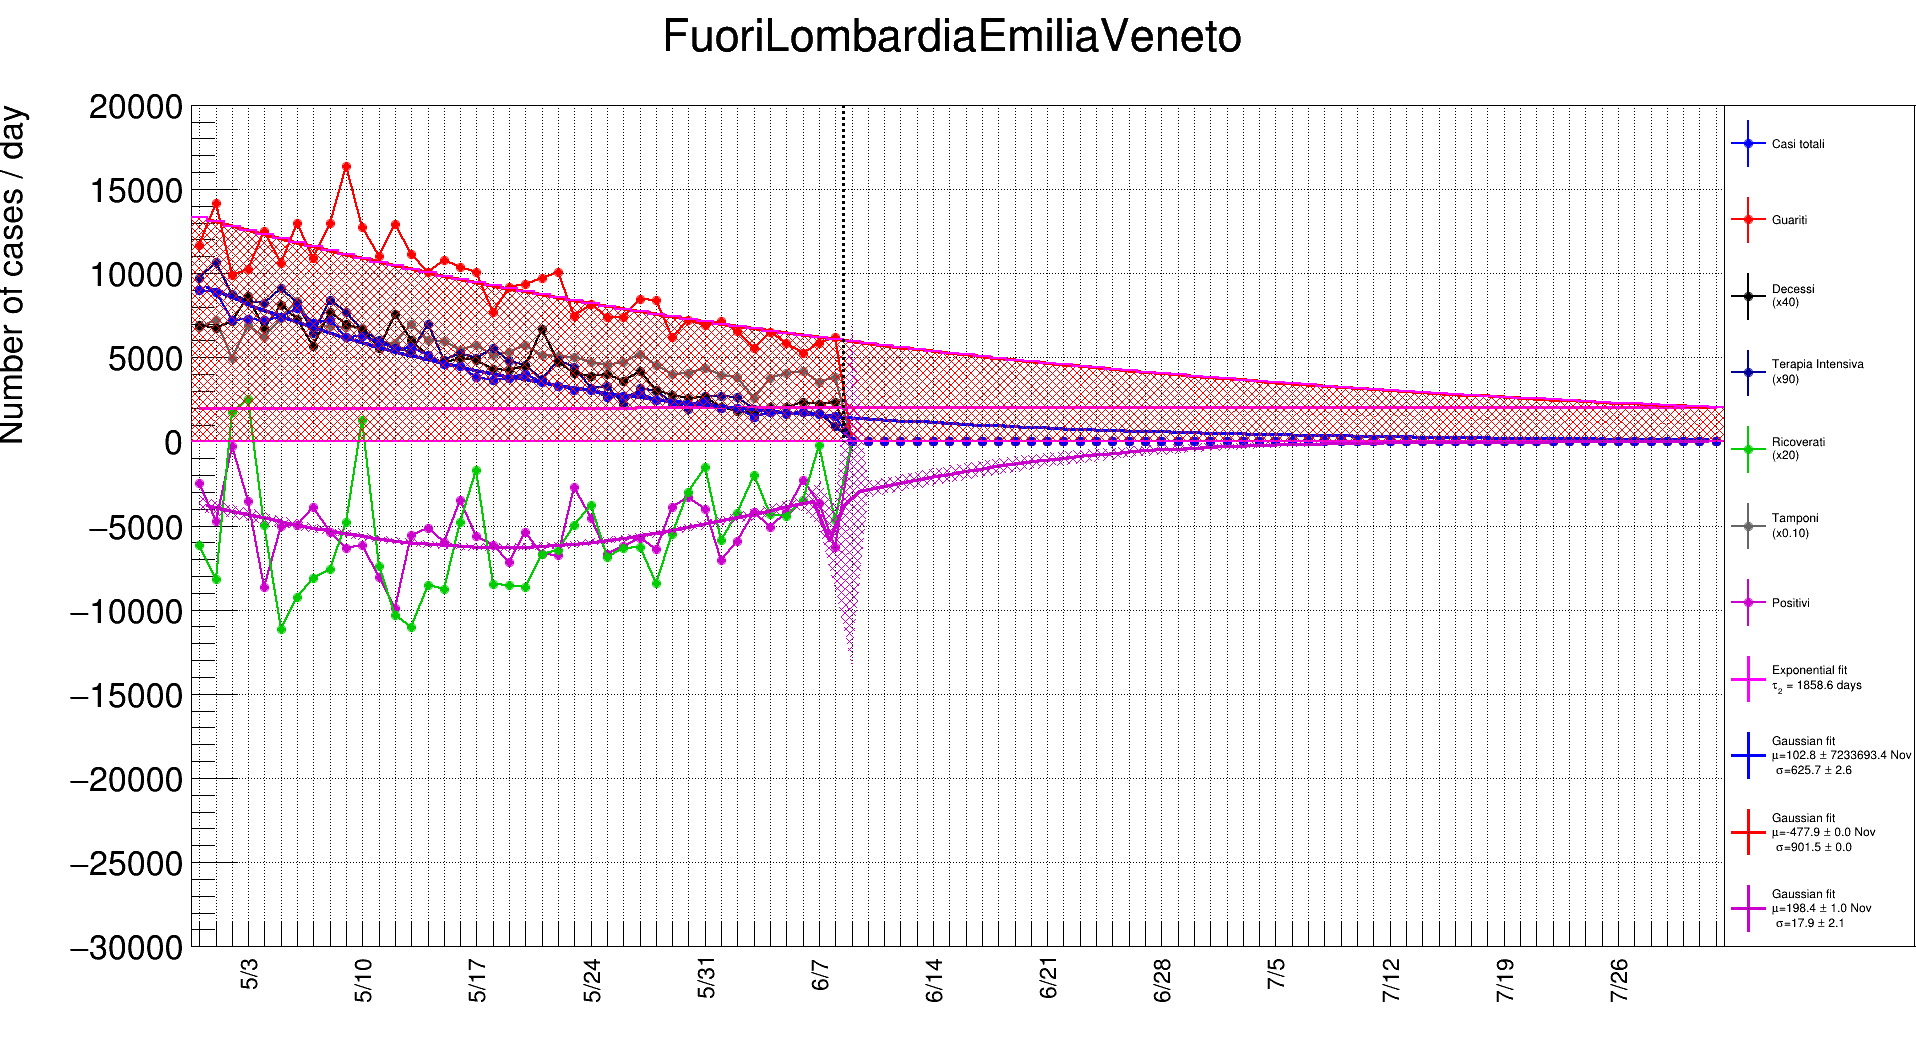 FuoriLombardiaEmiliaVeneto
Number of cases / day
20000
15000
10000
5000
0
−5000
−10000
−15000
−20000
−25000
−30000
5/3
5/10
5/17
5/24
5/31
6/7
6/14
6/21
6/28
7/5
7/12
7/19
7/26
Casi totali
Guariti
Decessi
(x40)
Terapia Intensiva
(x90)
Ricoverati
(x20)
Tamponi
(x0.10)
Positivi
Exponential fit
τ2 = 1858.6 days
Gaussian fit
μ=102.8 ± 7233693.4 Nov
σ=625.7 ± 2.6
Gaussian fit
μ=-477.9 ± 0.0 Nov
σ=901.5 ± 0.0
Gaussian fit
μ=198.4 ± 1.0 Nov
σ=17.9 ± 2.1